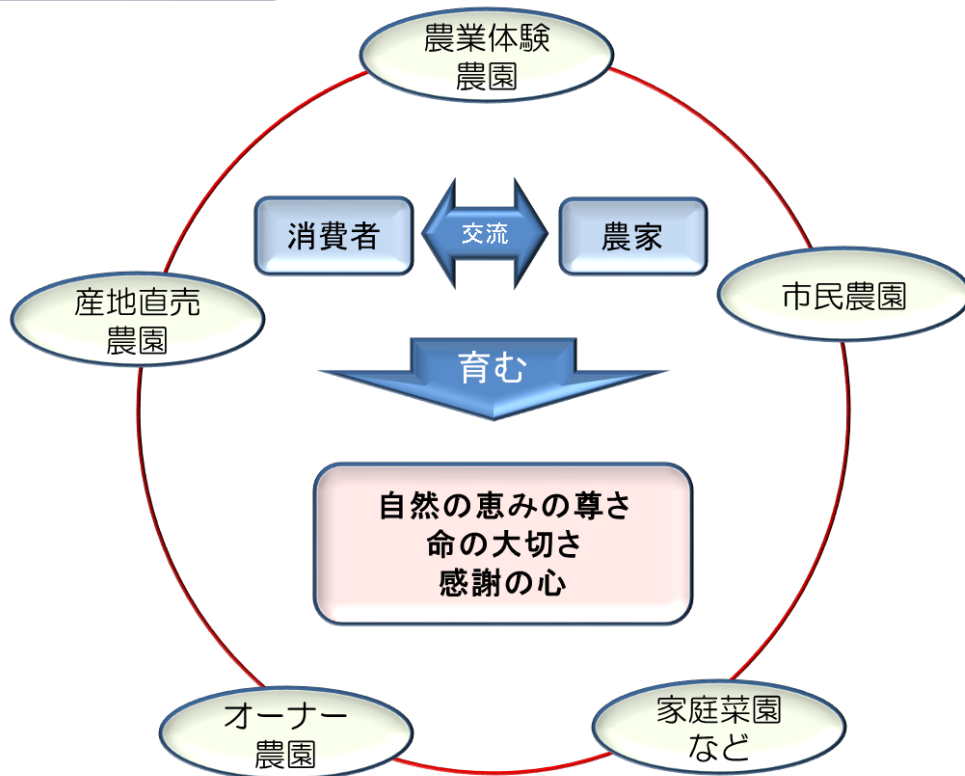 農業体験
農園
消費者
交流
農家
産地直売
農園
市民農園
育む
自然の恵みの尊さ
命の大切さ
感謝の心
オーナー
農園
家庭菜園
など